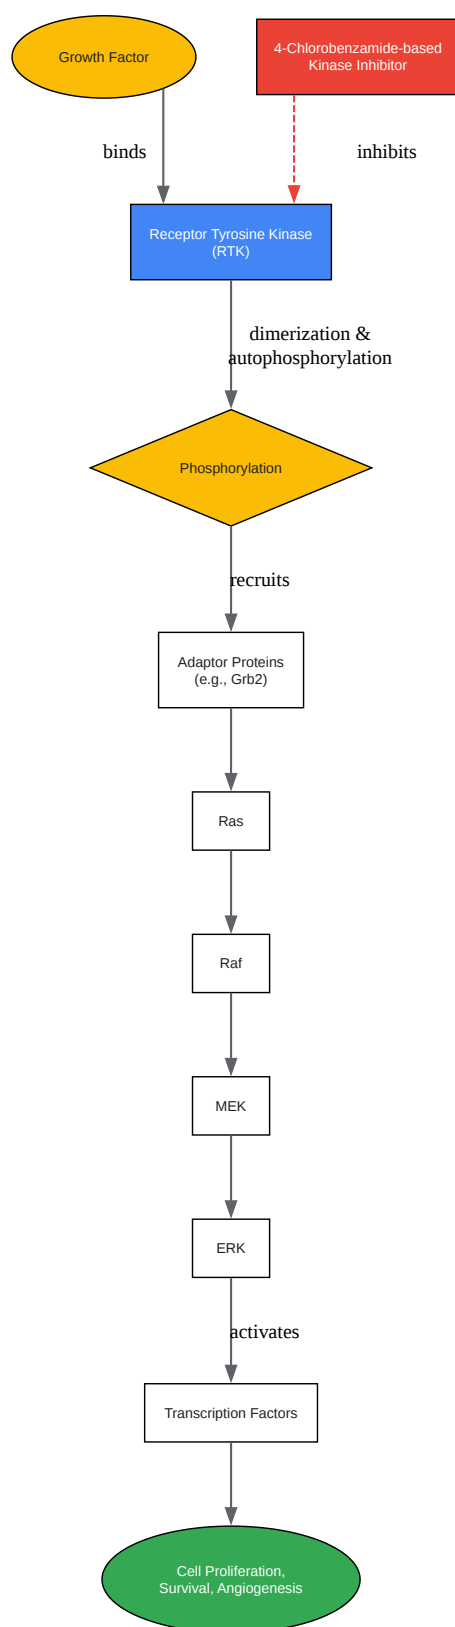 Growth Factor
4-Chlorobenzamide-based
Kinase Inhibitor
binds
inhibits
Receptor Tyrosine Kinase
(RTK)
dimerization &
autophosphorylation
Phosphorylation
recruits
Adaptor Proteins
(e.g., Grb2)
Ras
Raf
MEK
ERK
activates
Transcription Factors
Cell Proliferation,
Survival, Angiogenesis